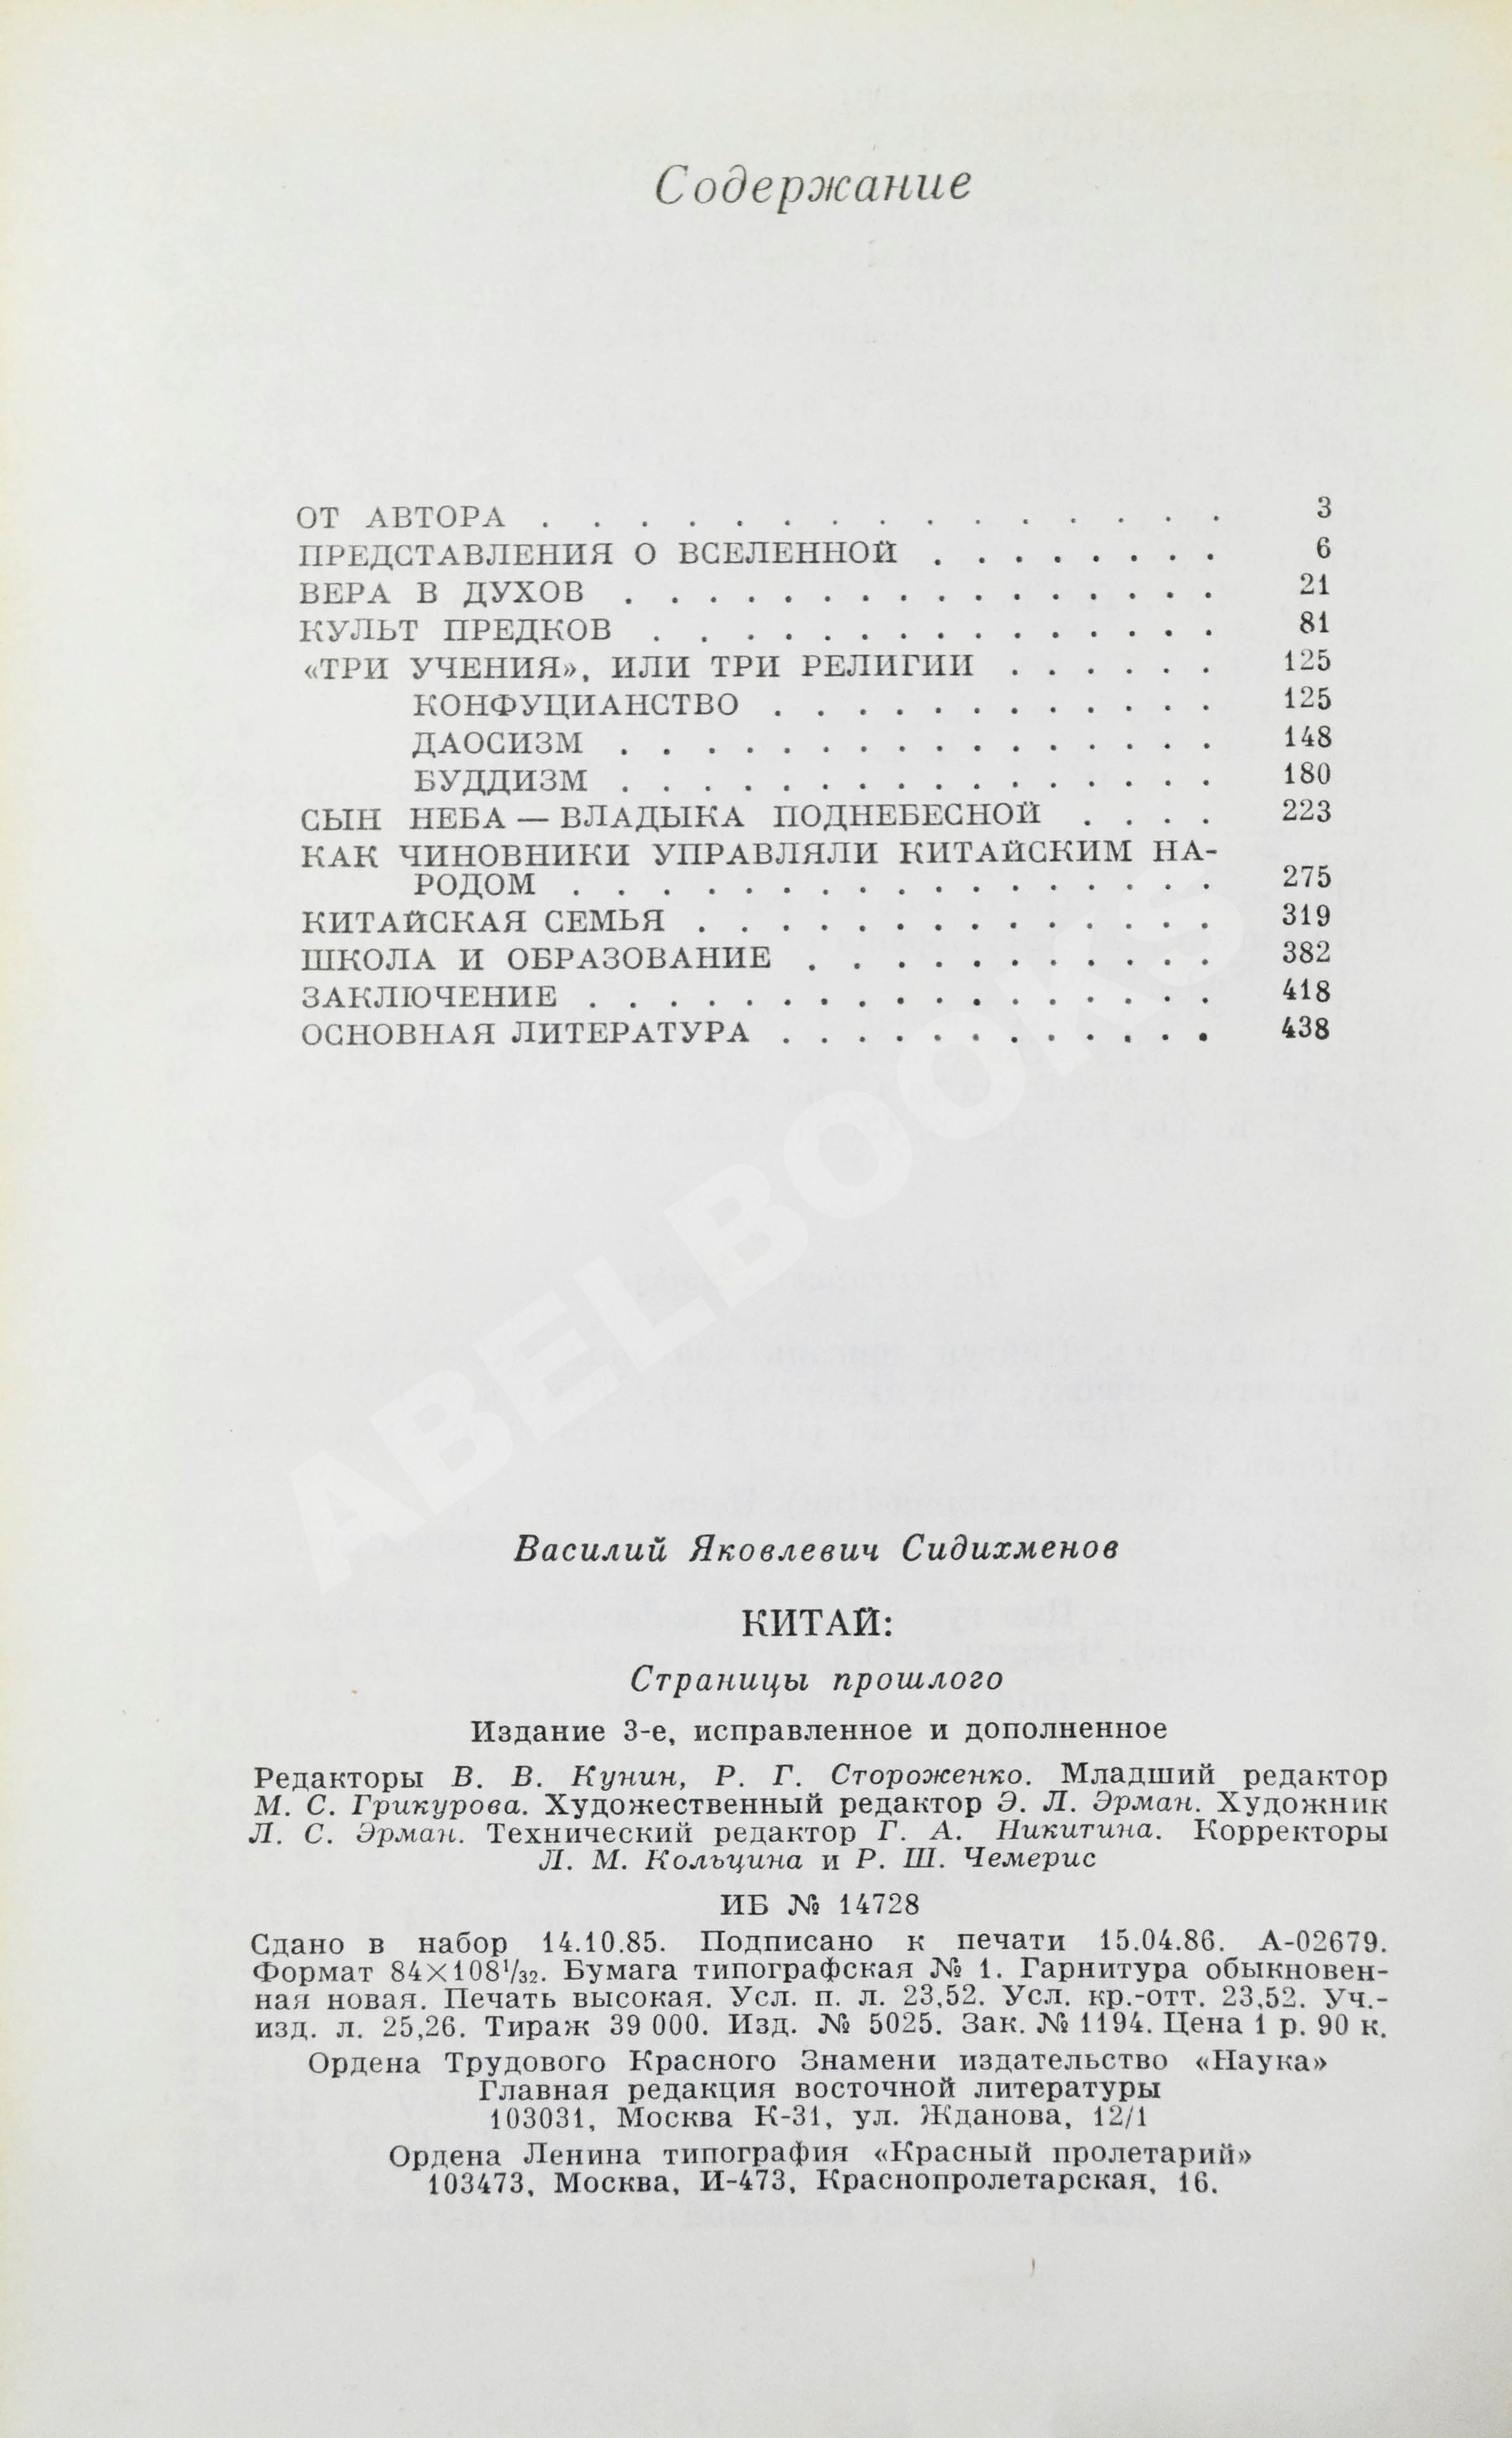 Содержание
ОТ АВТОРА . . . . . . . . . . . . . . . . 3
ПРЕДСТАВЛЕНИЯ О ВСЕЛЕННОЙ . . . . . . . . 6
ВЕРА В ДУХОВ . . . . . . . . . . . . . . . 21
КУЛЬТ ПРЕДКОВ . . . . . . . . . . . . . . 81
«ТРИ УЧЕНИЯ», ИЛИ ТРИ РЕЛИГИИ . . . . . . 125
КОНФУЦИАНСТВО . . . . . . . . . . . . 125
ДАОСИЗМ . . . . . . . . . . . . . . . 148
БУДДИЗМ . . . . . . . . . . . . . . . 180
СЫН НЕБА — ВЛАДЫКА ПОДНЕБЕСНОЙ . . . . 223
КАК ЧИНОВНИКИ УПРАВЛЯЛИ КИТАЙСКИМ НА-
РОДОМ . . . . . . . . . . . . . . . . 275
КИТАЙСКАЯ СЕМЬЯ . . . . . . . . . . . . . 319
ШКОЛА И ОБРАЗОВАНИЕ . . . . . . . . . . . 382
ЗАКЛЮЧЕНИЕ . . . . . . . . . . . . . . . . 418
ОСНОВНАЯ ЛИТЕРАТУРА . . . . . . . . . . . 438
ABELBOOKS
Василий Яковлевич Сидихменов
КИТАЙ:
Страницы прошлого
Издание 3-е, исправленное и дополненное
Редакторы В. В. Кунин, Р. Г. Стороженко. Младший редактор
М. С. Грикурова. Художественный редактор Э. Л. Эрман. Художник
Л. С. Эрман. Технический редактор Г. А. Никитина. Корректоры
Л. М. Кольцина и Р. Ш. Чемерис
ИБ № 14728
Сдано в набор 14.10.85. Подписано к печати 15.04.86. А-02679.
Формат 84×108¹/₃₂. Бумага типографская № 1. Гарнитура обыкновен-
ная новая. Печать высокая. Усл. п. л. 23,52. Усл. кр.-отт. 23,52. Уч.-
изд. л. 25,26. Тираж 39 000. Изд. № 5025. Зак. № 1194. Цена 1 р. 90 к.
Ордена Трудового Красного Знамени издательство «Наука»
Главная редакция восточной литературы
103031, Москва К-31, ул. Жданова, 12/1
Ордена Ленина типография «Красный пролетарий»
103473, Москва, И-473, Краснопролетарская, 16.